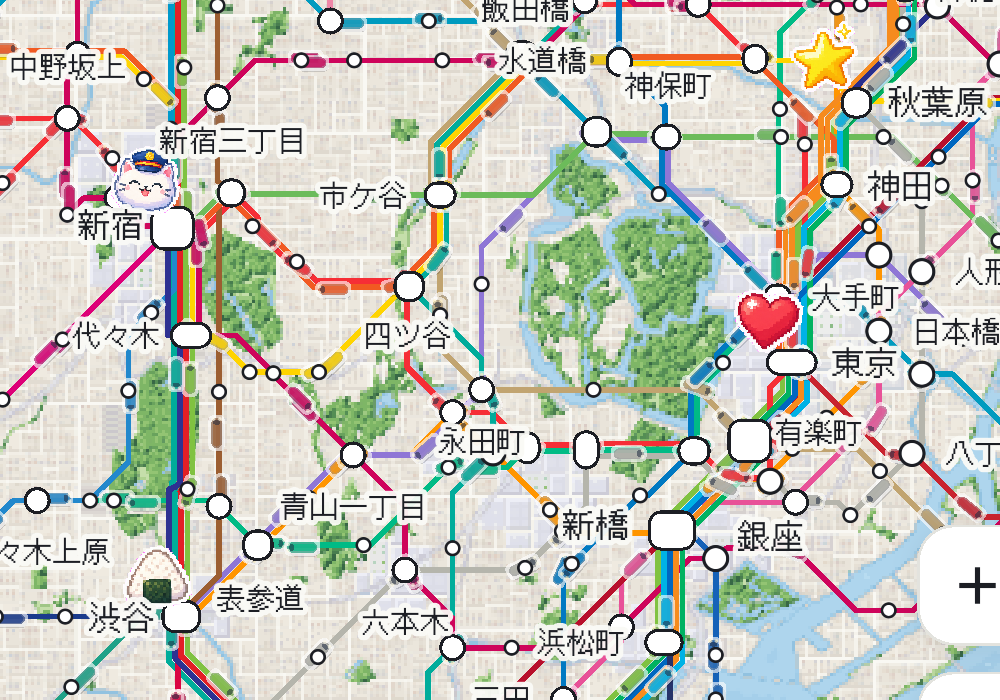 飯田橋
水道橋
中野坂上
神保町
秋葉原
新宿三丁目
市ケ谷
神田
新宿
大手町
代々木
四ツ谷
日本橋
東京
永田町
有楽町
青山一丁目
新橋
銀座
々木上原
表参道
渋谷
六本木
浜松町
三田
八丁
人形
+